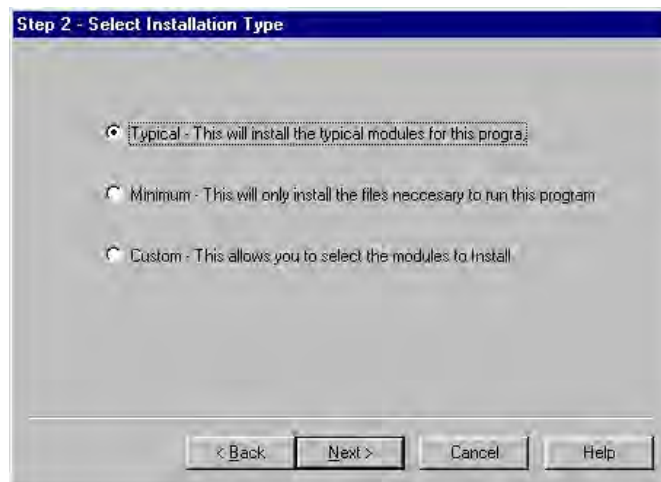 Step 2 - Select Installation Type
Typical - This will install the typical modules for this progra,
Minimum - This will only install the files neccesary to run this program
Custom - This allows you to select the modules to Install
< Back
Next >
Cancel
Help